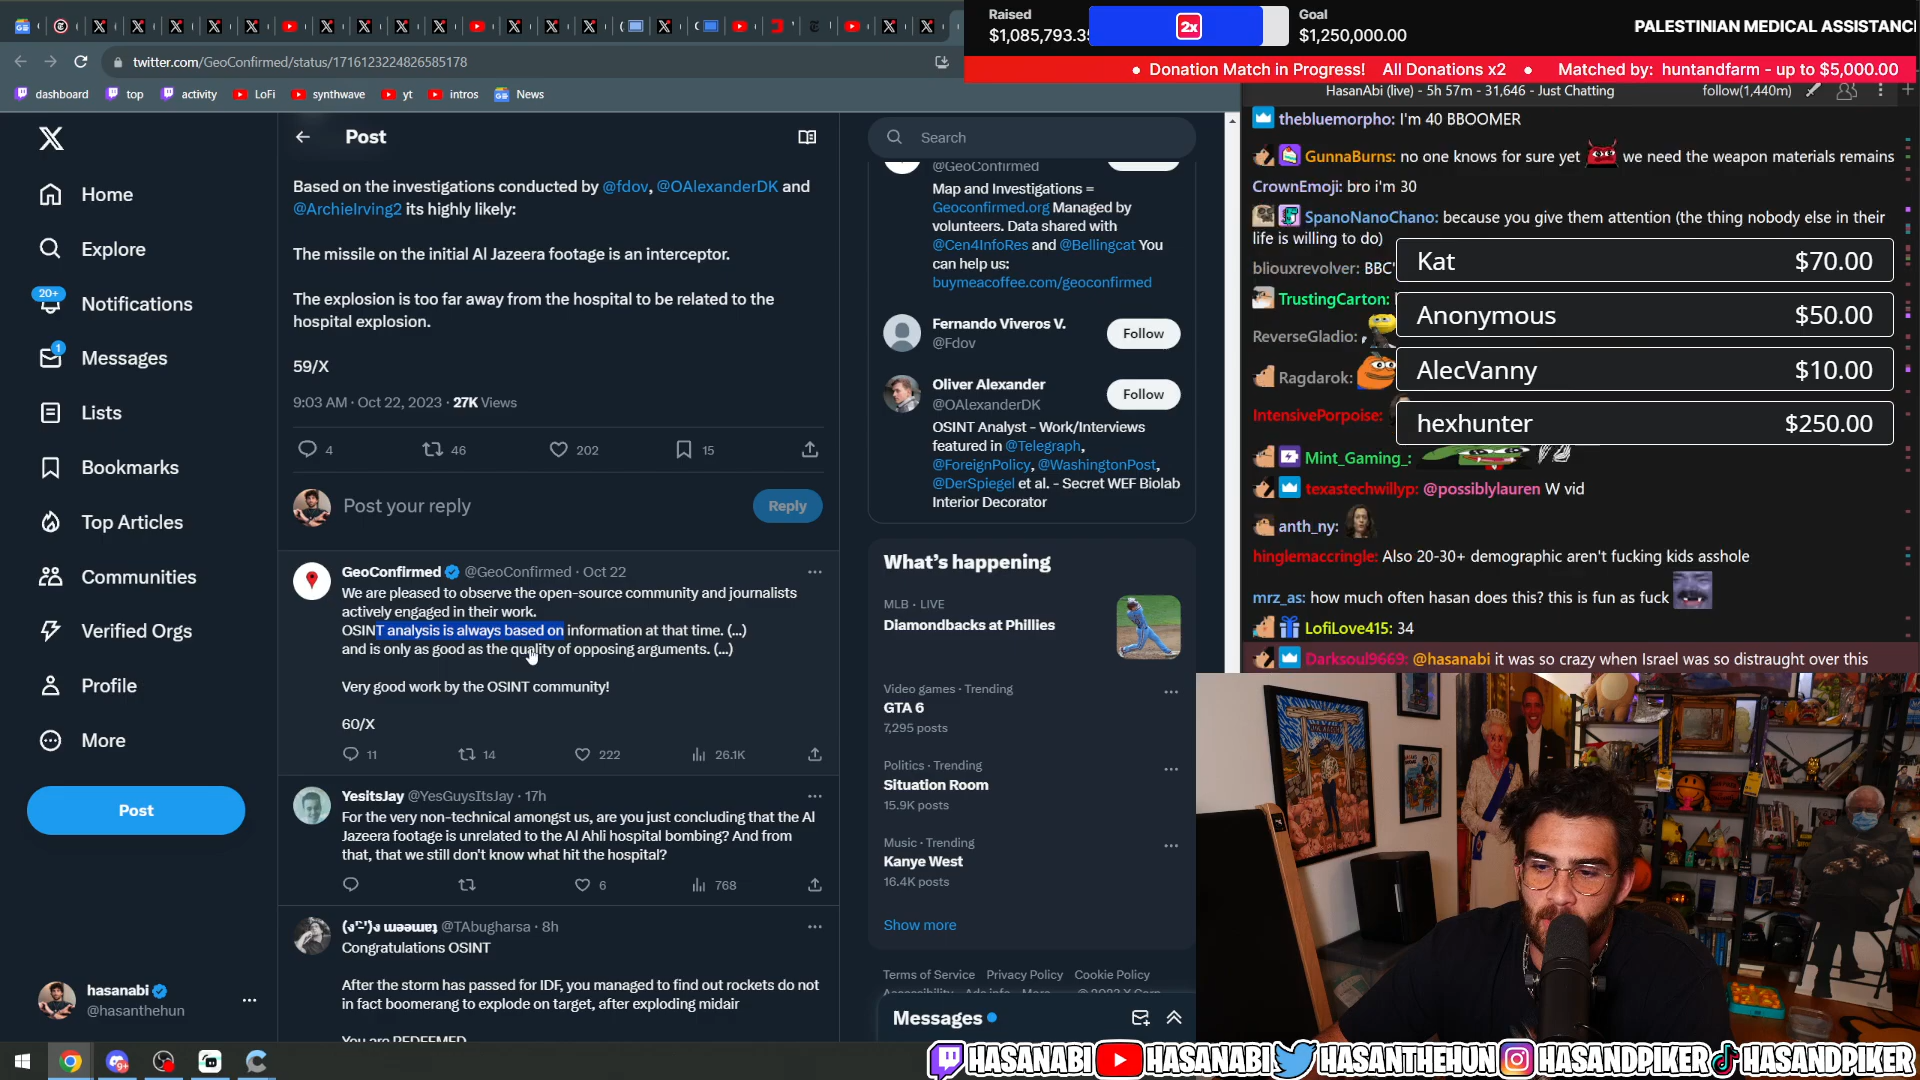 Raised
$1,085,793.3
2x
Goal
$1,250,000.00
PALESTINIAN MEDICAL ASSISTANC
• Donation Match in Progress! All Donations x2 • Matched by: huntandfarm - up to $5,000.00
twitter.com/GeoConfirmed/status/1716123224826585178
dashboard
top
activity
LoFi
synthwave
yt
intros
News
HasanAbi (live) - 5h 57m - 31,646 - Just Chatting
follow(1,440m)
Home
Explore
20+
Notifications
1
Messages
Lists
Bookmarks
Top Articles
Communities
Verified Orgs
Profile
More
Post
hasanabi
@hasanthehun
Post
Based on the investigations conducted by @fdov, @OAlexanderDK and
@ArchieIrving2 its highly likely:
The missile on the initial Al Jazeera footage is an interceptor.
The explosion is too far away from the hospital to be related to the
hospital explosion.
59/X
9:03 AM · Oct 22, 2023 · 27K Views
4
46
202
15
Post your reply
Reply
GeoConfirmed @GeoConfirmed · Oct 22
We are pleased to observe the open-source community and journalists
actively engaged in their work.
OSINT analysis is always based on information at that time. (...)
and is only as good as the quality of opposing arguments. (...)
Very good work by the OSINT community!
60/X
11
14
222
26.1K
YesitsJay @YesGuysItsJay · 17h
For the very non-technical amongst us, are you just concluding that the Al
Jazeera footage is unrelated to the Al Ahli hospital bombing? And from
that, that we still don't know what hit the hospital?
6
768
@TAbugharsa · 8h
Congratulations OSINT
After the storm has passed for IDF, you managed to find out rockets do not
in fact boomerang to explode on target, after exploding midair
You are REDEEMED
Search
@GeoConfirmed
Map and Investigations =
Geoconfirmed.org Managed by
volunteers. Data shared with
@Cen4InfoRes and @Bellingcat You
can help us:
buymeacoffee.com/geoconfirmed
Fernando Viveros V.
@Fdov
Follow
Oliver Alexander
@OAlexanderDK
Follow
OSINT Analyst - Work/Interviews
featured in @Telegraph,
@ForeignPolicy, @WashingtonPost,
@DerSpiegel et al. - Secret WEF Biolab
Interior Decorator
What's happening
MLB · LIVE
Diamondbacks at Phillies
Video games · Trending
GTA 6
7,295 posts
Politics · Trending
Situation Room
15.9K posts
Music · Trending
Kanye West
16.4K posts
Show more
Terms of Service Privacy Policy Cookie Policy
Messages
thebluemorpho: I'm 40 BBOOMER
GunnaBurns: no one knows for sure yet we need the weapon materials remains
CrownEmoji: bro i'm 30
SpanoNanoChano: because you give them attention (the thing nobody else in their
life is willing to do)
bliouxrevolver: BBC'
TrustingCarton:
ReverseGladio:
Ragdarok:
IntensivePorpoise:
Kat $70.00
Anonymous $50.00
AlecVanny $10.00
hexhunter $250.00
Mint_Gaming_:
texastechwillyp: @possiblylauren W vid
anth_ny:
hinglemaccringle: Also 20-30+ demographic aren't fucking kids asshole
mrz_as: how much often hasan does this? this is fun as fuck
LofiLove415: 34
Darksoul9669: @hasanabi it was so crazy when Israel was so distraught over this
HASANABI HASANABI HASANTHEHUN HASANDPIKER HASANDPIKER